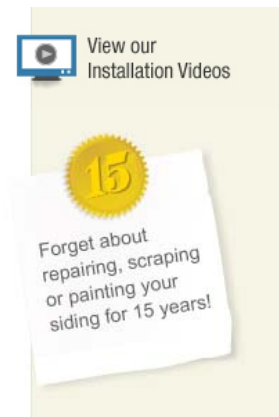 View our
Installation Videos
15
Forget about
repairing, scraping
or painting your
siding for 15 years!